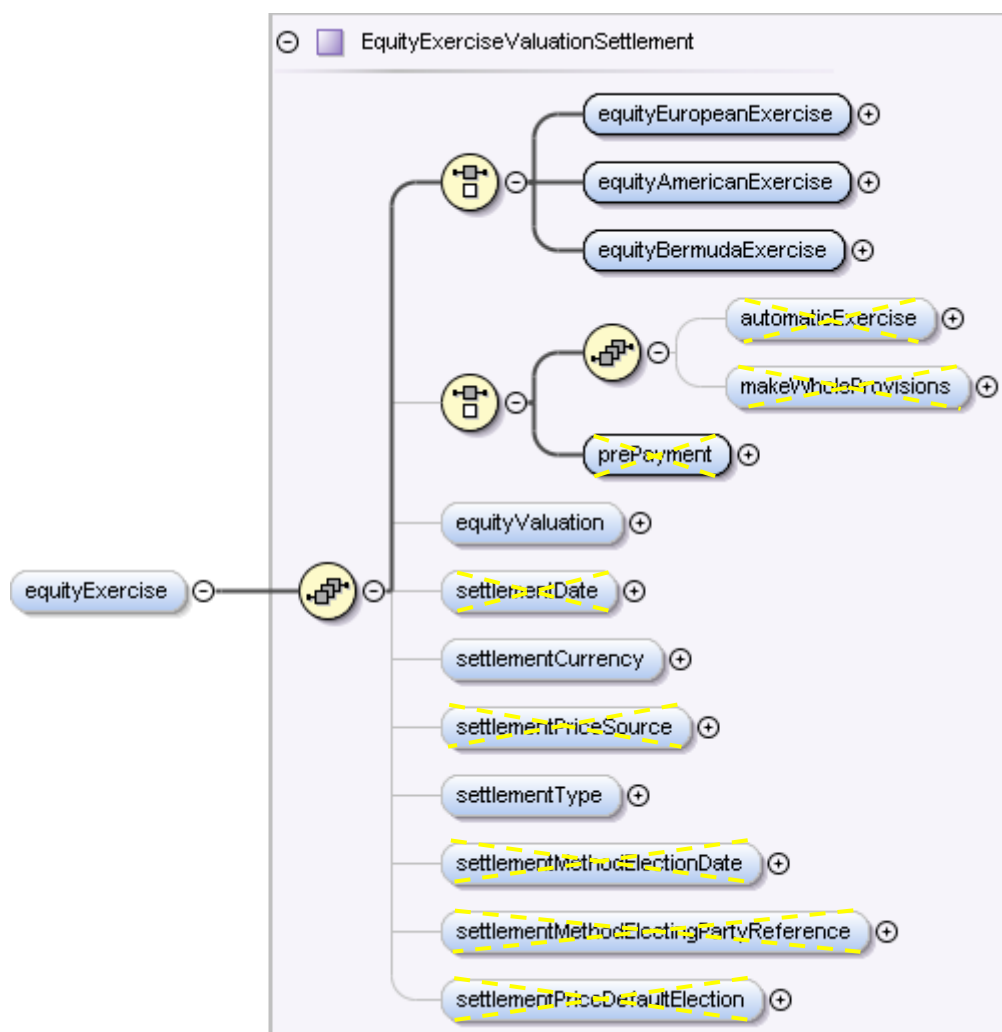 EquityExerciseValuationSettlement
equityEuropeanExercise
equityAmericanExercise
equityBermudaExercise
automaticExercise
makeWholeProvisions
prePayment
equityValuation
equityExercise
settlementDate
settlementCurrency
settlementPriceSource
settlementType
settlementMethodElectionDate
settlementMethodElectingPartyReference
settlementPriceDefaultElection